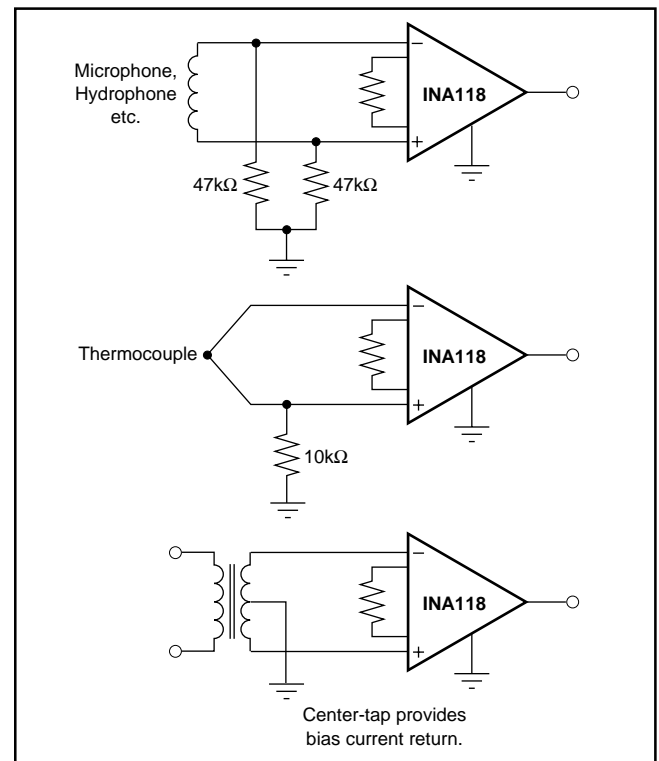 Microphone,
Hydrophone
etc.
−
INA118
+
47kΩ
47kΩ
−
Thermocouple
INA118
+
10kΩ
−
INA118
+
Center-tap provides
bias current return.